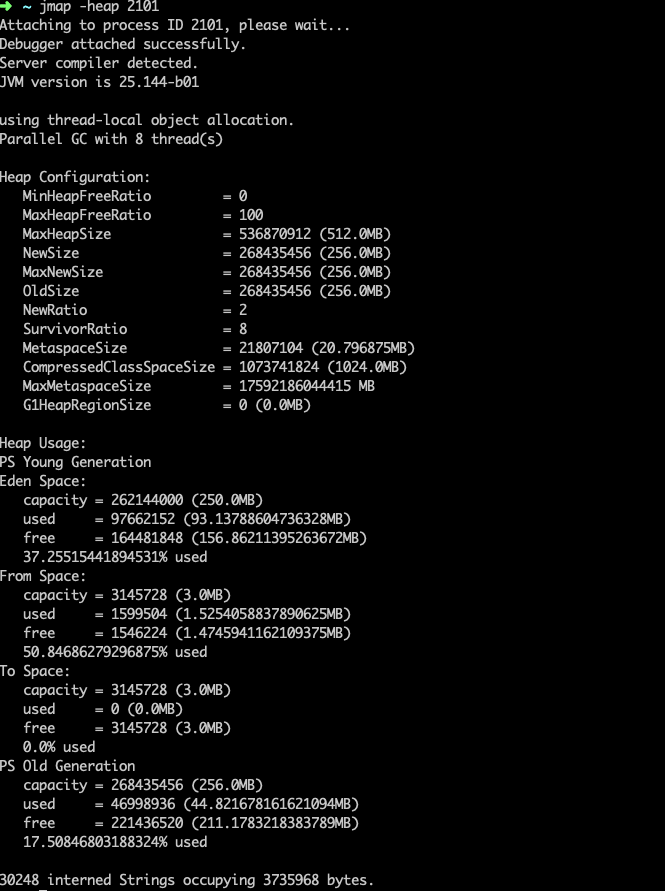 ➜ ~ jmap -heap 2101
Attaching to process ID 2101, please wait...
Debugger attached successfully.
Server compiler detected.
JVM version is 25.144-b01

using thread-local object allocation.
Parallel GC with 8 thread(s)

Heap Configuration:
   MinHeapFreeRatio         = 0
   MaxHeapFreeRatio         = 100
   MaxHeapSize              = 536870912 (512.0MB)
   NewSize                  = 268435456 (256.0MB)
   MaxNewSize               = 268435456 (256.0MB)
   OldSize                  = 268435456 (256.0MB)
   NewRatio                 = 2
   SurvivorRatio            = 8
   MetaspaceSize            = 21807104 (20.796875MB)
   CompressedClassSpaceSize = 1073741824 (1024.0MB)
   MaxMetaspaceSize         = 17592186044415 MB
   G1HeapRegionSize         = 0 (0.0MB)

Heap Usage:
PS Young Generation
Eden Space:
   capacity = 262144000 (250.0MB)
   used     = 97662152 (93.13788604736328MB)
   free     = 164481848 (156.86211395263672MB)
   37.25515441894531% used
From Space:
   capacity = 3145728 (3.0MB)
   used     = 1599504 (1.5254058837890625MB)
   free     = 1546224 (1.4745941162109375MB)
   50.84686279296875% used
To Space:
   capacity = 3145728 (3.0MB)
   used     = 0 (0.0MB)
   free     = 3145728 (3.0MB)
   0.0% used
PS Old Generation
   capacity = 268435456 (256.0MB)
   used     = 46998936 (44.821678161621094MB)
   free     = 221436520 (211.1783218383789MB)
   17.50846803188324% used

30248 interned Strings occupying 3735968 bytes.